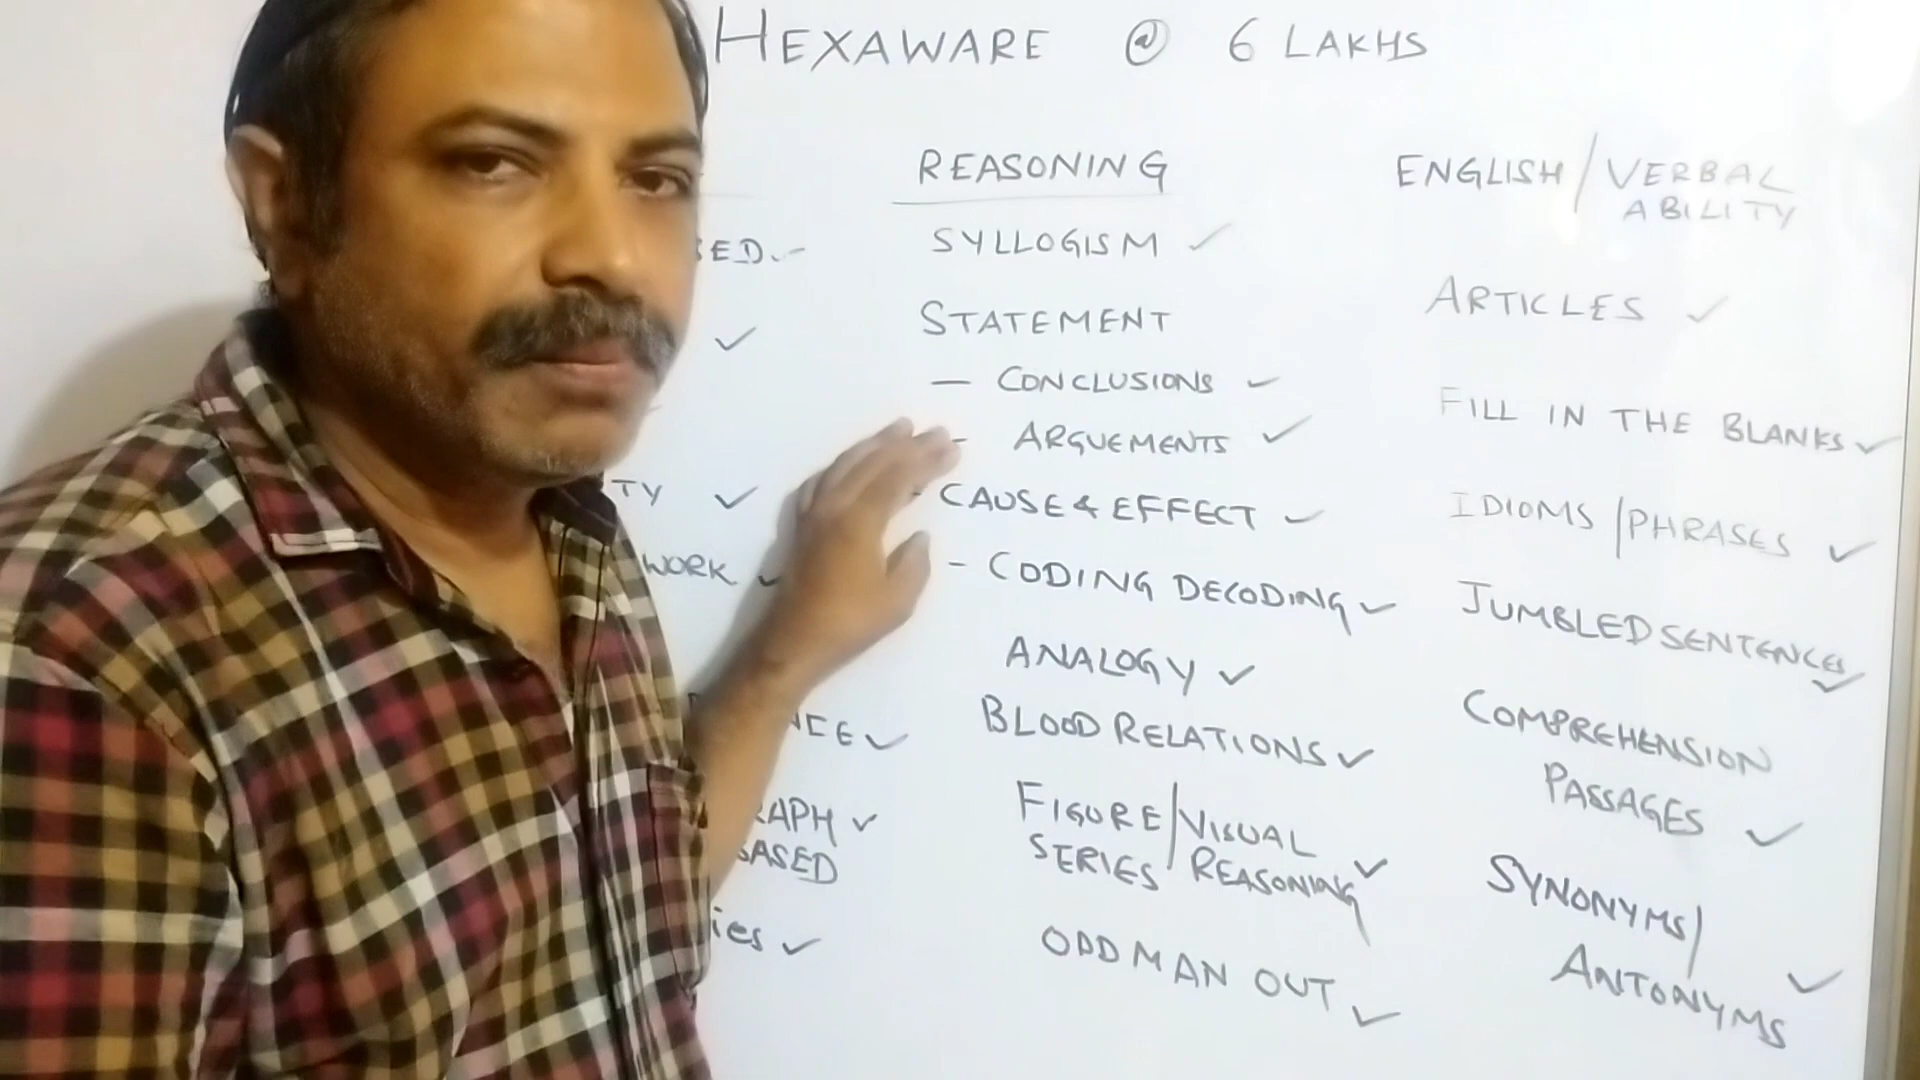 HEXAWARE @ 6 LAKHS
WORK
BASED
REASONING
SYLLOGISM
STATEMENT
— CONCLUSIONS
- ARGUEMENTS
- CAUSE & EFFECT
- CODING DECODING
ANALOGY
BLOOD RELATIONS
FIGURE/VISUAL
SERIES REASONING
ODD MAN OUT
ENGLISH/VERBAL
ABILITY
ARTICLES
FILL IN THE BLANKS
IDIOMS/PHRASES
JUMBLED SENTENCES
COMPREHENSION
PASSAGES
SYNONYMS/
ANTONYMS